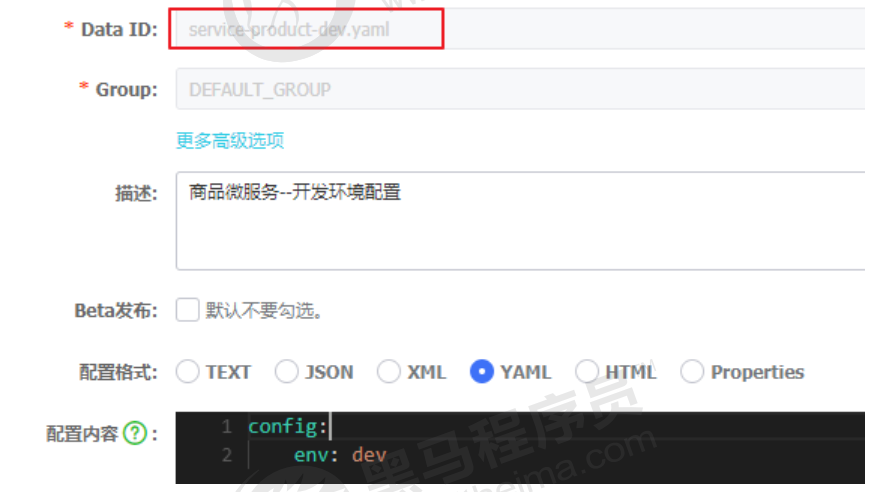 * Data ID: service-product-dev.yaml
* Group: DEFAULT_GROUP
更多高级选项
描述: 商品微服务--开发环境配置
Beta发布: 默认不要勾选。
配置格式: TEXT JSON XML YAML HTML Properties
配置内容 ? :
1 config:
2 env: dev
黑马程序员
heima.com